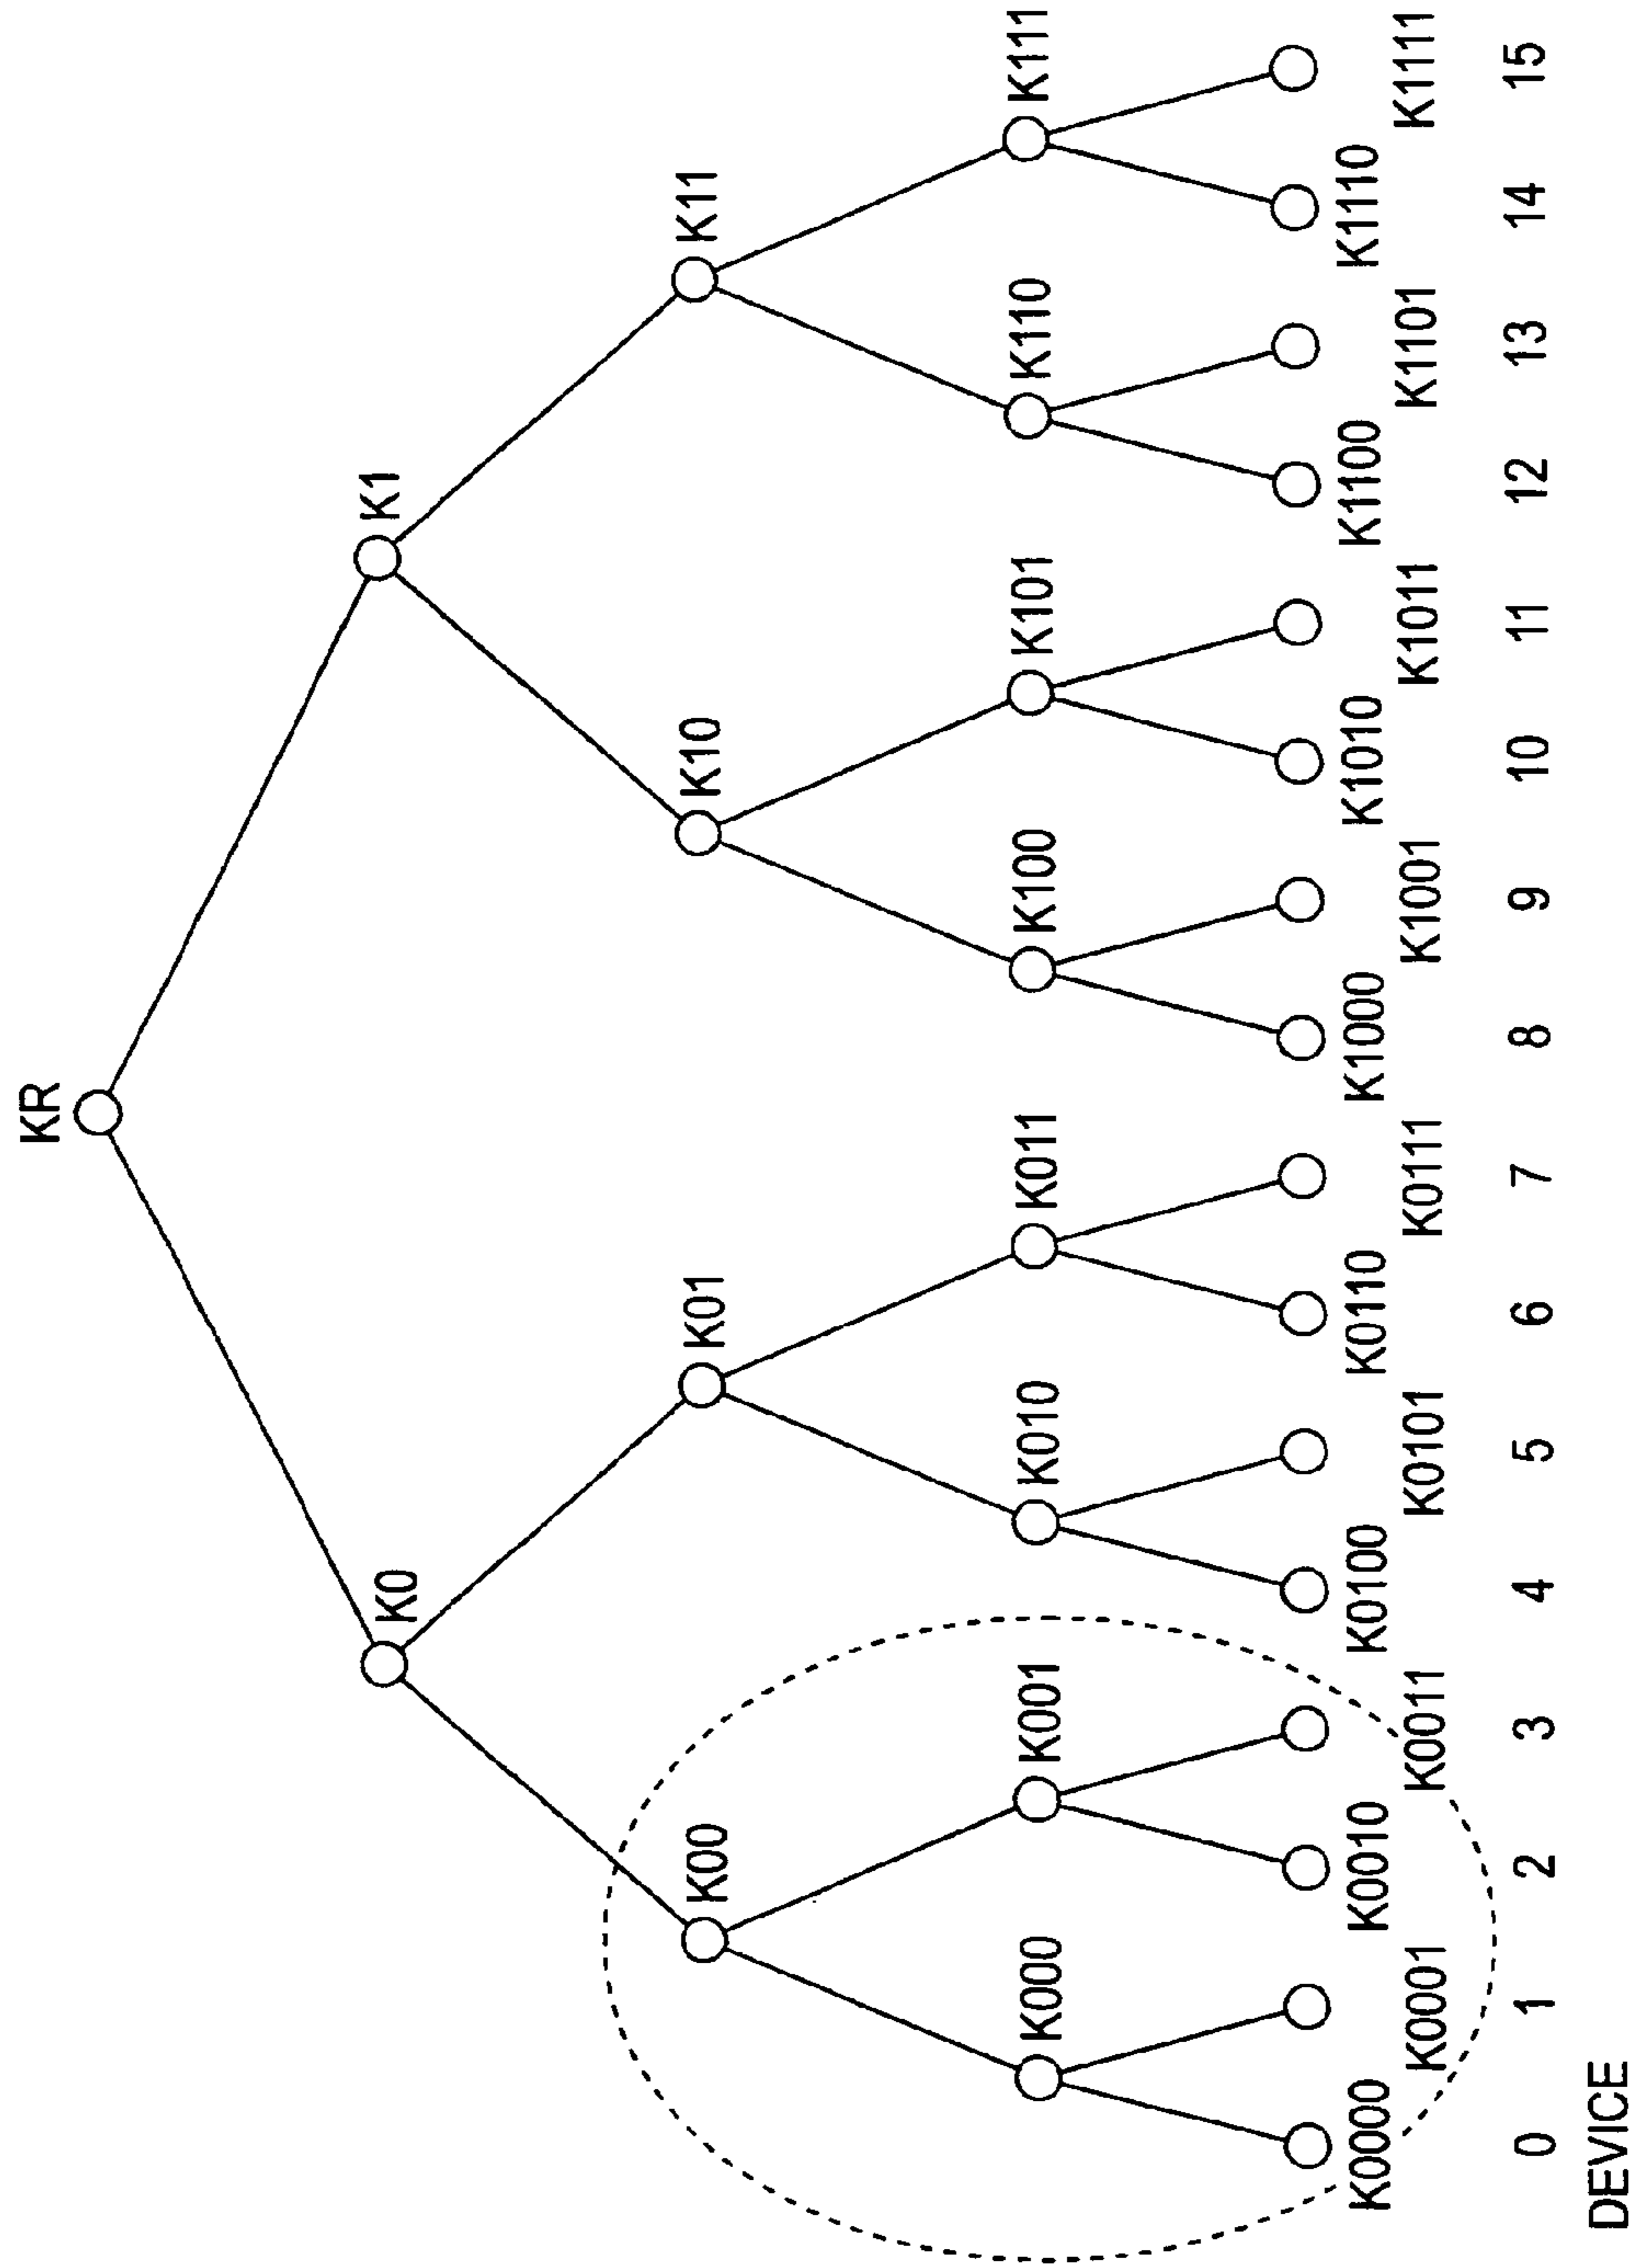 KR
K0
K1
K00
K01
K10
K11
K000
K001
K010
K011
K100
K101
K110
K111
K0000
K0010
K0100
K0110
K1000
K1010
K1100
K1110
K0001
K0011
K0101
K0111
K1001
K1011
K1101
K1111
0 1 2 3 4 5 6 7 8 9 10 11 12 13 14 15
DEVICE